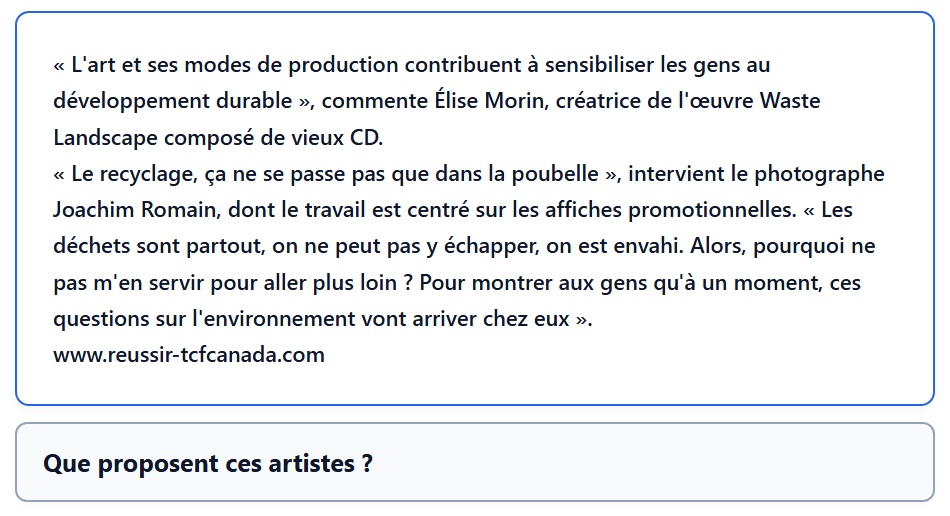 « L'art et ses modes de production contribuent à sensibiliser les gens au
développement durable », commente Élise Morin, créatrice de l'œuvre Waste
Landscape composé de vieux CD.
« Le recyclage, ça ne se passe pas que dans la poubelle », intervient le photographe
Joachim Romain, dont le travail est centré sur les affiches promotionnelles. « Les
déchets sont partout, on ne peut pas y échapper, on est envahi. Alors, pourquoi ne
pas m'en servir pour aller plus loin ? Pour montrer aux gens qu'à un moment, ces
questions sur l'environnement vont arriver chez eux ».
www.reussir-tcfcanada.com
Que proposent ces artistes ?